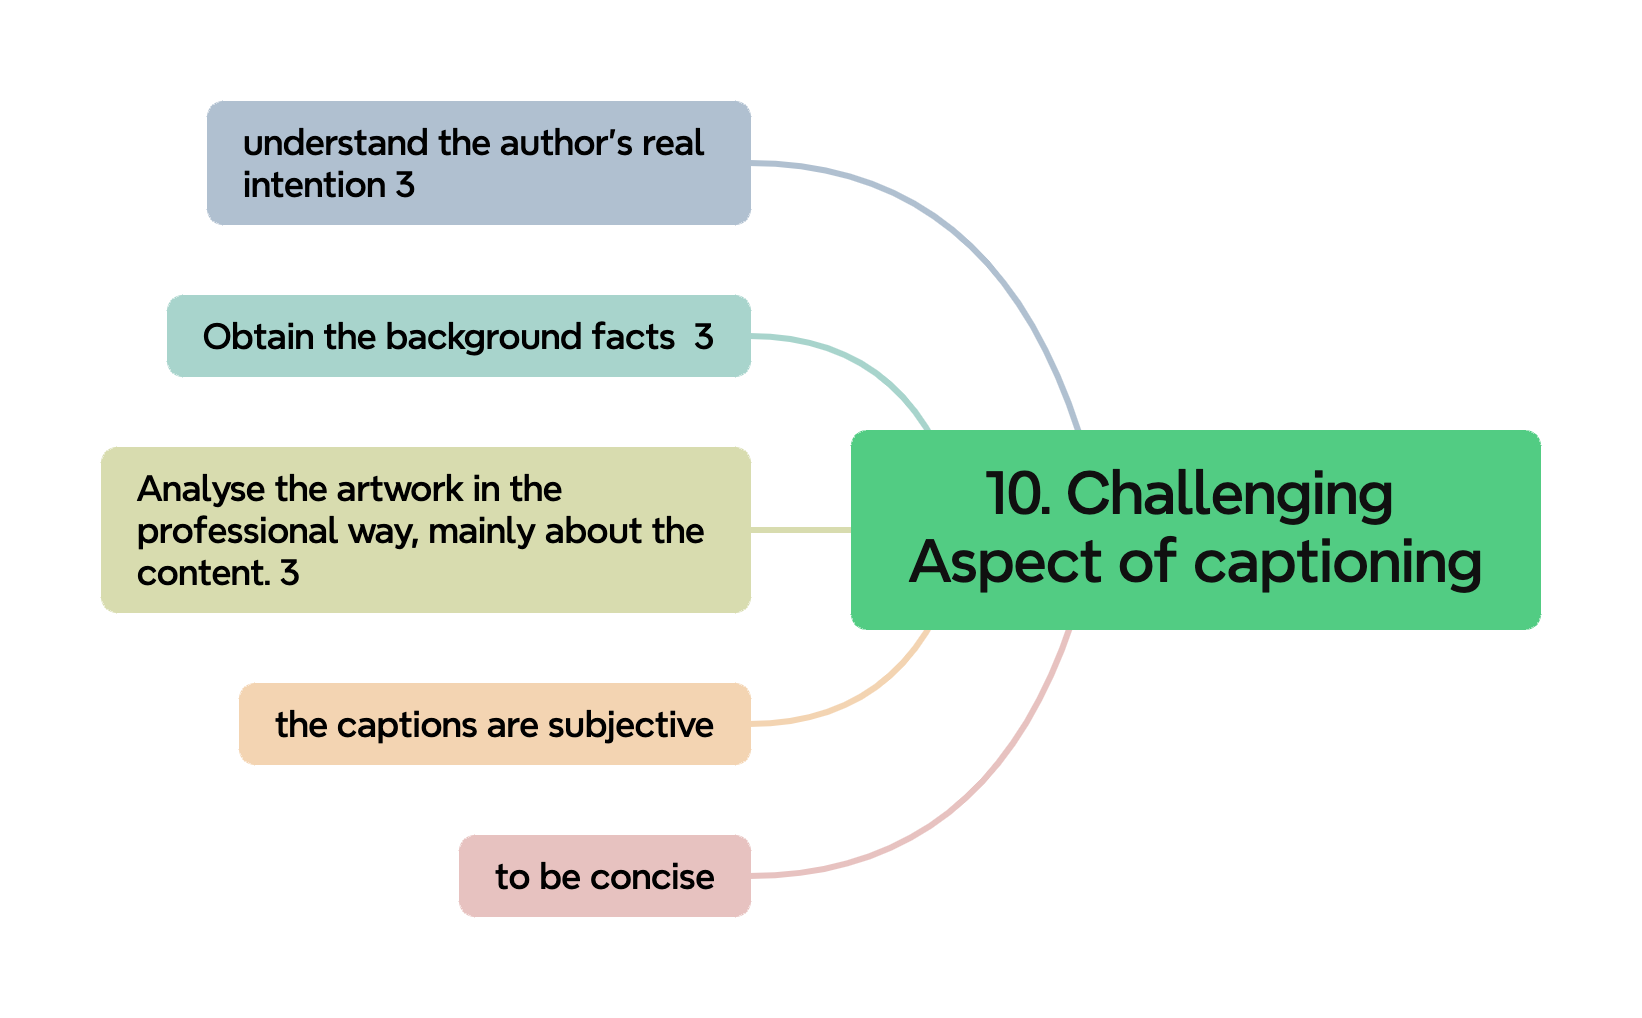 understand the author's real
intention 3
Obtain the background facts  3
Analyse the artwork in the
professional way, mainly about the
content. 3
the captions are subjective
to be concise
10. Challenging
Aspect of captioning